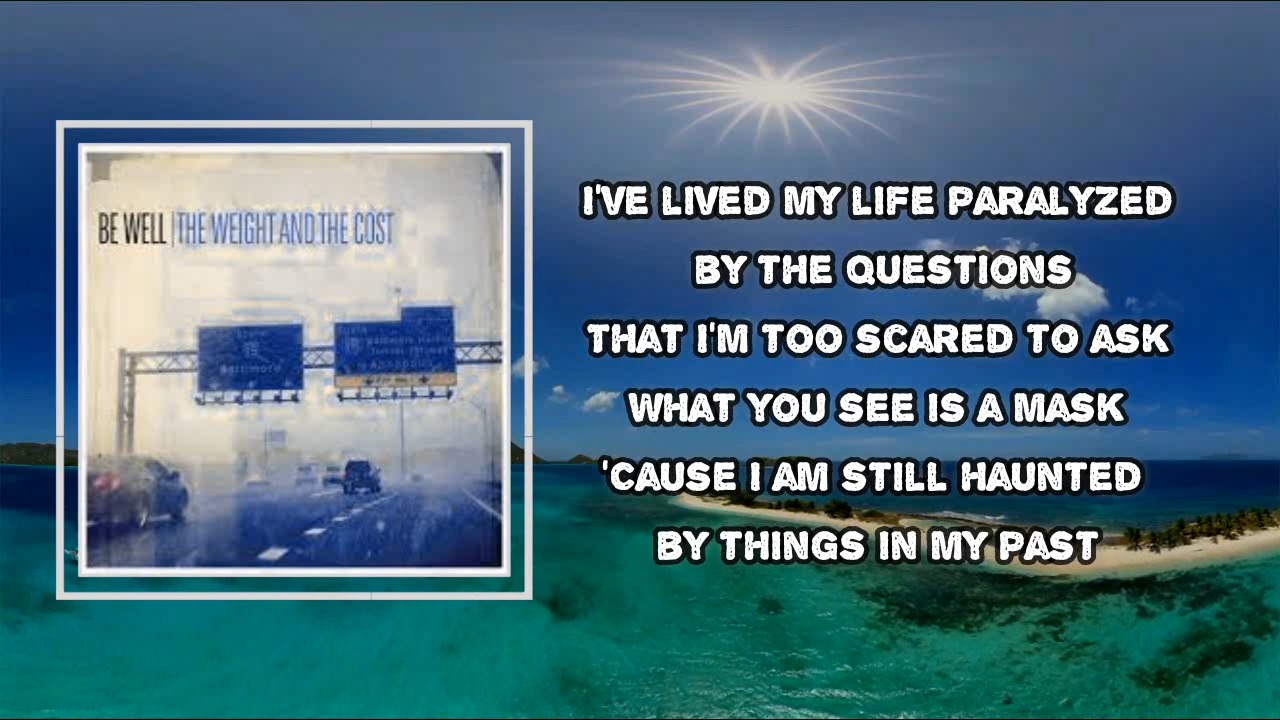 BE WELL | THE WEIGHT AND THE COST
Baltimore
Annapolis
I'VE LIVED MY LIFE PARALYZED
BY THE QUESTIONS
THAT I'M TOO SCARED TO ASK
WHAT YOU SEE IS A MASK
'CAUSE I AM STILL HAUNTED
BY THINGS IN MY PAST